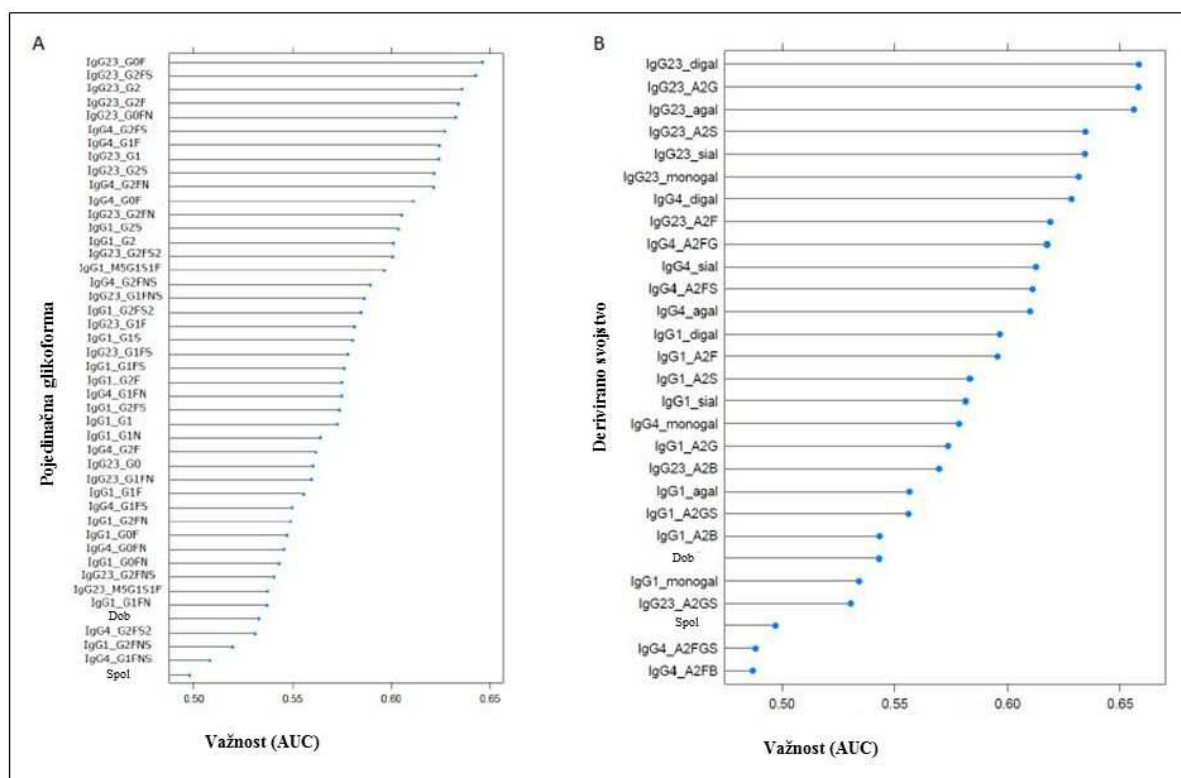 A
IgG23_G0F
IgG23_G2FS
IgG23_G2
IgG23_G2F
IgG23_G0FN
IgG4_G2FS
IgG4_G1F
IgG23_G1
IgG23_G2S
IgG4_G2FN
IgG4_G0F
IgG23_G2FN
IgG1_G2S
IgG1_G2
IgG23_G2FS2
IgG1_M5G1S1F
IgG4_G2FNS
IgG23_G1FNS
IgG1_G2FS2
IgG23_G1F
IgG1_G1S
IgG23_G1FS
IgG1_G1FS
IgG1_G2F
IgG4_G1FN
IgG1_G2FS
IgG1_G1
IgG1_G1N
IgG4_G2F
IgG23_G0
IgG23_G1FN
IgG1_G1F
IgG4_G1FS
IgG1_G2FN
IgG1_G0F
IgG4_G0FN
IgG1_G0FN
IgG23_G2FNS
IgG23_M5G1S1F
IgG1_G1FN
Dob
IgG4_G2FS2
IgG1_G2FNS
IgG4_G1FNS
Spol
Pojedinačna glikoforma
0.50 0.55 0.60 0.65
Važnost (AUC)
B
IgG23_digal
IgG23_A2G
IgG23_agal
IgG23_A2S
IgG23_sial
IgG23_monogal
IgG4_digal
IgG23_A2F
IgG4_A2FG
IgG4_sial
IgG4_A2FS
IgG4_agal
IgG1_digal
IgG1_A2F
IgG1_A2S
IgG1_sial
IgG4_monogal
IgG1_A2G
IgG23_A2B
IgG1_agal
IgG1_A2GS
IgG1_A2B
Dob
IgG1_monogal
IgG23_A2GS
Spol
IgG4_A2FGS
IgG4_A2FB
Derivirano svojstvo
0.50 0.55 0.60 0.65
Važnost (AUC)